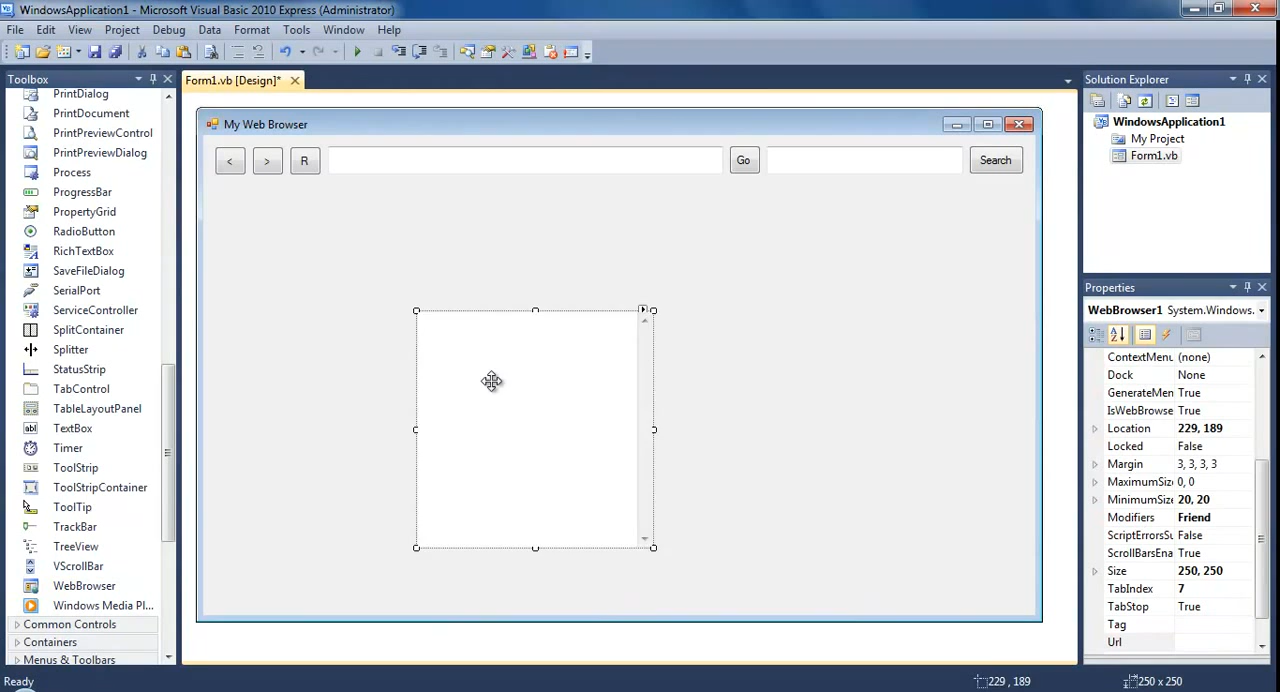 WindowsApplication1 - Microsoft Visual Basic 2010 Express (Administrator)
File Edit View Project Debug Data Format Tools Window Help
Toolbox
PrintDialog
PrintDocument
PrintPreviewControl
PrintPreviewDialog
Process
ProgressBar
PropertyGrid
RadioButton
RichTextBox
SaveFileDialog
SerialPort
ServiceController
SplitContainer
Splitter
StatusStrip
TabControl
TableLayoutPanel
TextBox
Timer
ToolStrip
ToolStripContainer
ToolTip
TrackBar
TreeView
VScrollBar
WebBrowser
Windows Media Pl...
Common Controls
Containers
Menus & Toolbars
Form1.vb [Design]*
My Web Browser
< > R Go Search
Solution Explorer
WindowsApplication1
My Project
Form1.vb
Properties
WebBrowser1 System.Windows.
ContextMenu (none)
Dock None
GenerateMen True
IsWebBrowse True
Location 229, 189
Locked False
Margin 3, 3, 3, 3
MaximumSize 0, 0
MinimumSize 20, 20
Modifiers Friend
ScriptErrorsSu False
ScrollBarsEna True
Size 250, 250
TabIndex 7
TabStop True
Tag
Url
Ready 229 , 189 250 x 250